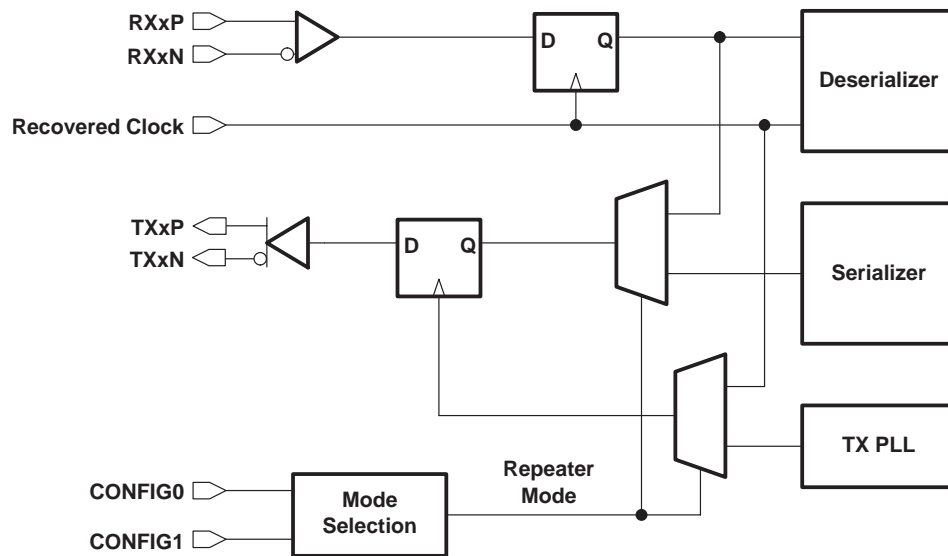 RXxP
RXxN
D Q
Deserializer
Recovered Clock
TXxP
TXxN
D Q
Serializer
TX PLL
CONFIG0
CONFIG1
Mode
Selection
Repeater
Mode